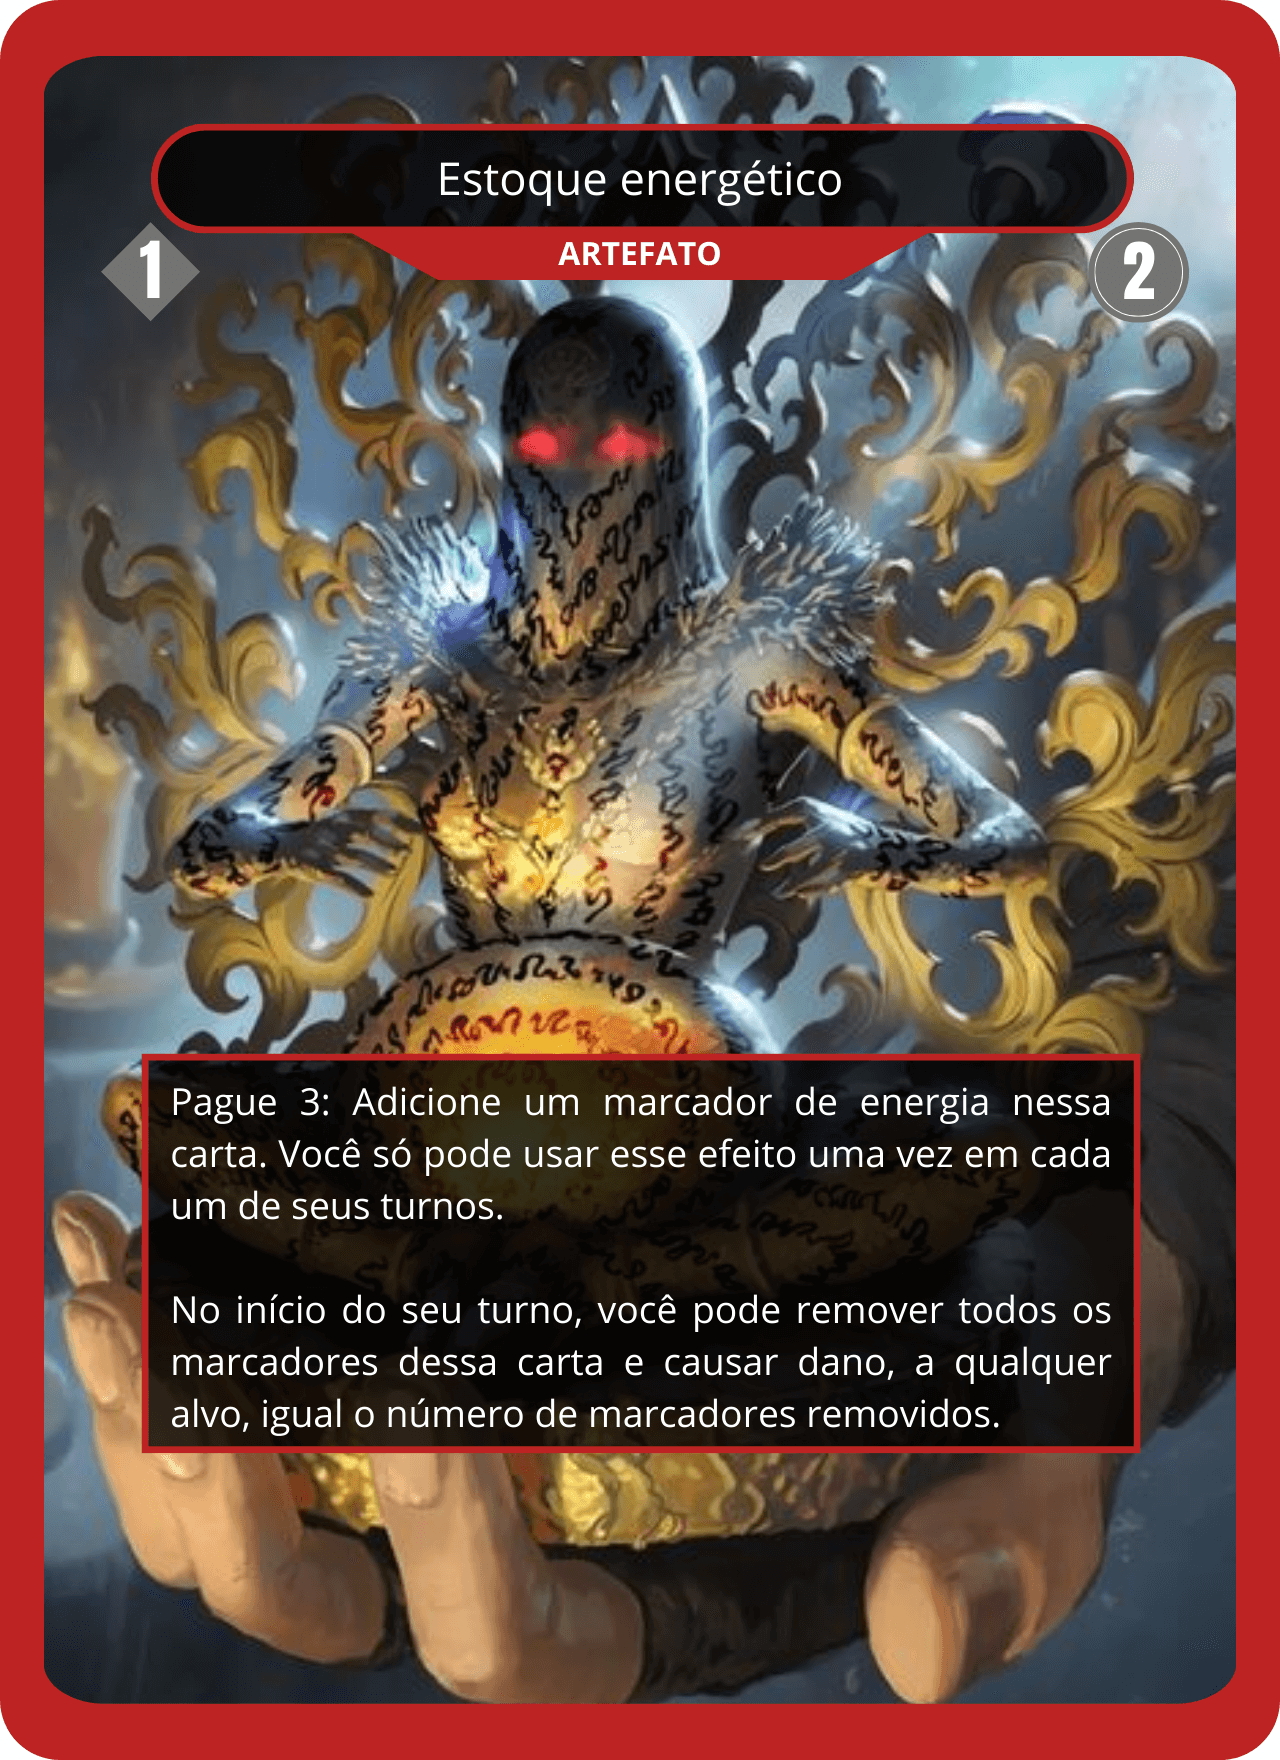 Estoque energético
ARTEFATO
1
2
Pague 3: Adicione um marcador de energia nessa
carta. Você só pode usar esse efeito uma vez em cada
um de seus turnos.
No início do seu turno, você pode remover todos os
marcadores dessa carta e causar dano, a qualquer
alvo, igual o número de marcadores removidos.